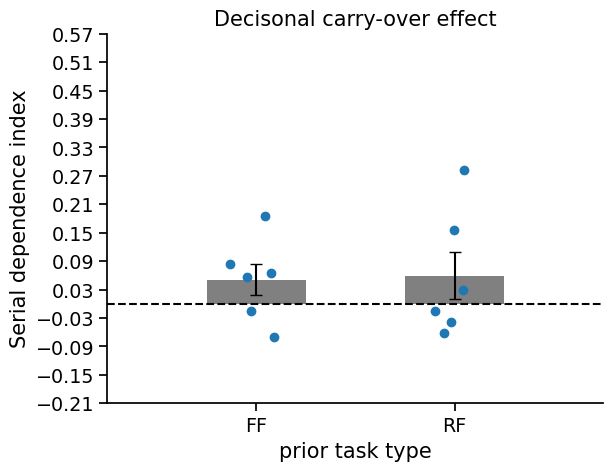 Decisonal carry-over effect
Serial dependence index
0.57
0.51
0.45
0.39
0.33
0.27
0.21
0.15
0.09
0.03
−0.03
−0.09
−0.15
−0.21
FF
RF
prior task type